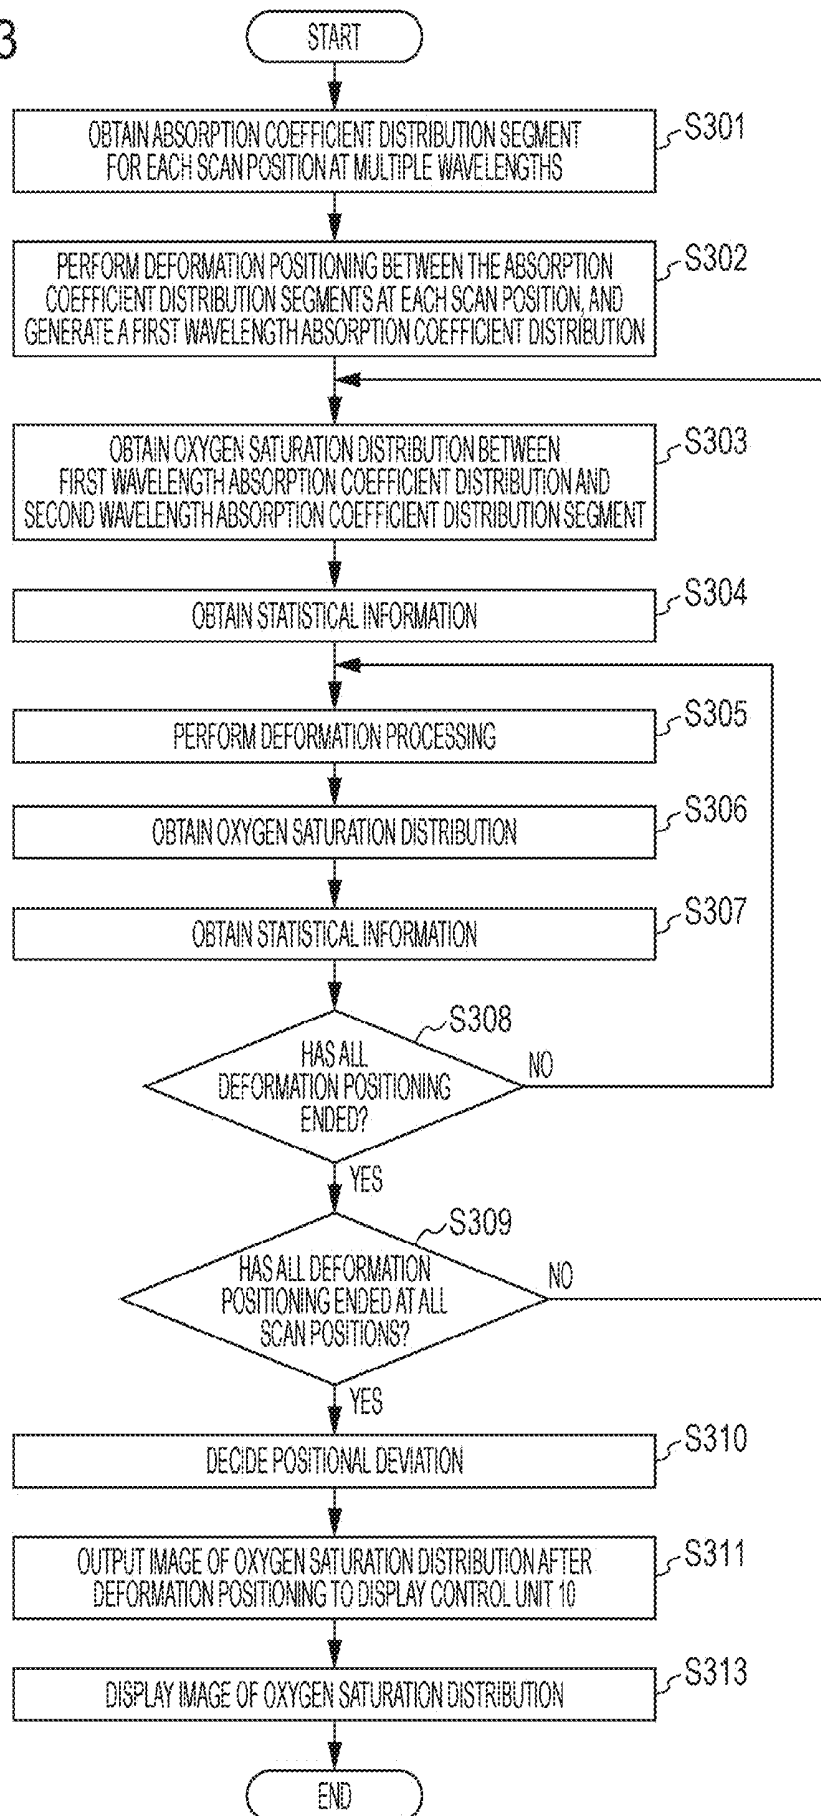 3
START
OBTAIN ABSORPTION COEFFICIENT DISTRIBUTION SEGMENT
FOR EACH SCAN POSITION AT MULTIPLE WAVELENGTHS
S301
PERFORM DEFORMATION POSITIONING BETWEEN THE ABSORPTION
COEFFICIENT DISTRIBUTION SEGMENTS AT EACH SCAN POSITION, AND
GENERATE A FIRST WAVELENGTH ABSORPTION COEFFICIENT DISTRIBUTION
S302
OBTAIN OXYGEN SATURATION DISTRIBUTION BETWEEN
FIRST WAVELENGTH ABSORPTION COEFFICIENT DISTRIBUTION AND
SECOND WAVELENGTH ABSORPTION COEFFICIENT DISTRIBUTION SEGMENT
S303
OBTAIN STATISTICAL INFORMATION
S304
PERFORM DEFORMATION PROCESSING
S305
OBTAIN OXYGEN SATURATION DISTRIBUTION
S306
OBTAIN STATISTICAL INFORMATION
S307
HAS ALL
DEFORMATION POSITIONING
ENDED?
S308
NO
YES
HAS ALL DEFORMATION
POSITIONING ENDED AT ALL
SCAN POSITIONS?
S309
NO
YES
DECIDE POSITIONAL DEVIATION
S310
OUTPUT IMAGE OF OXYGEN SATURATION DISTRIBUTION AFTER
DEFORMATION POSITIONING TO DISPLAY CONTROL UNIT 10
S311
DISPLAY IMAGE OF OXYGEN SATURATION DISTRIBUTION
S313
END